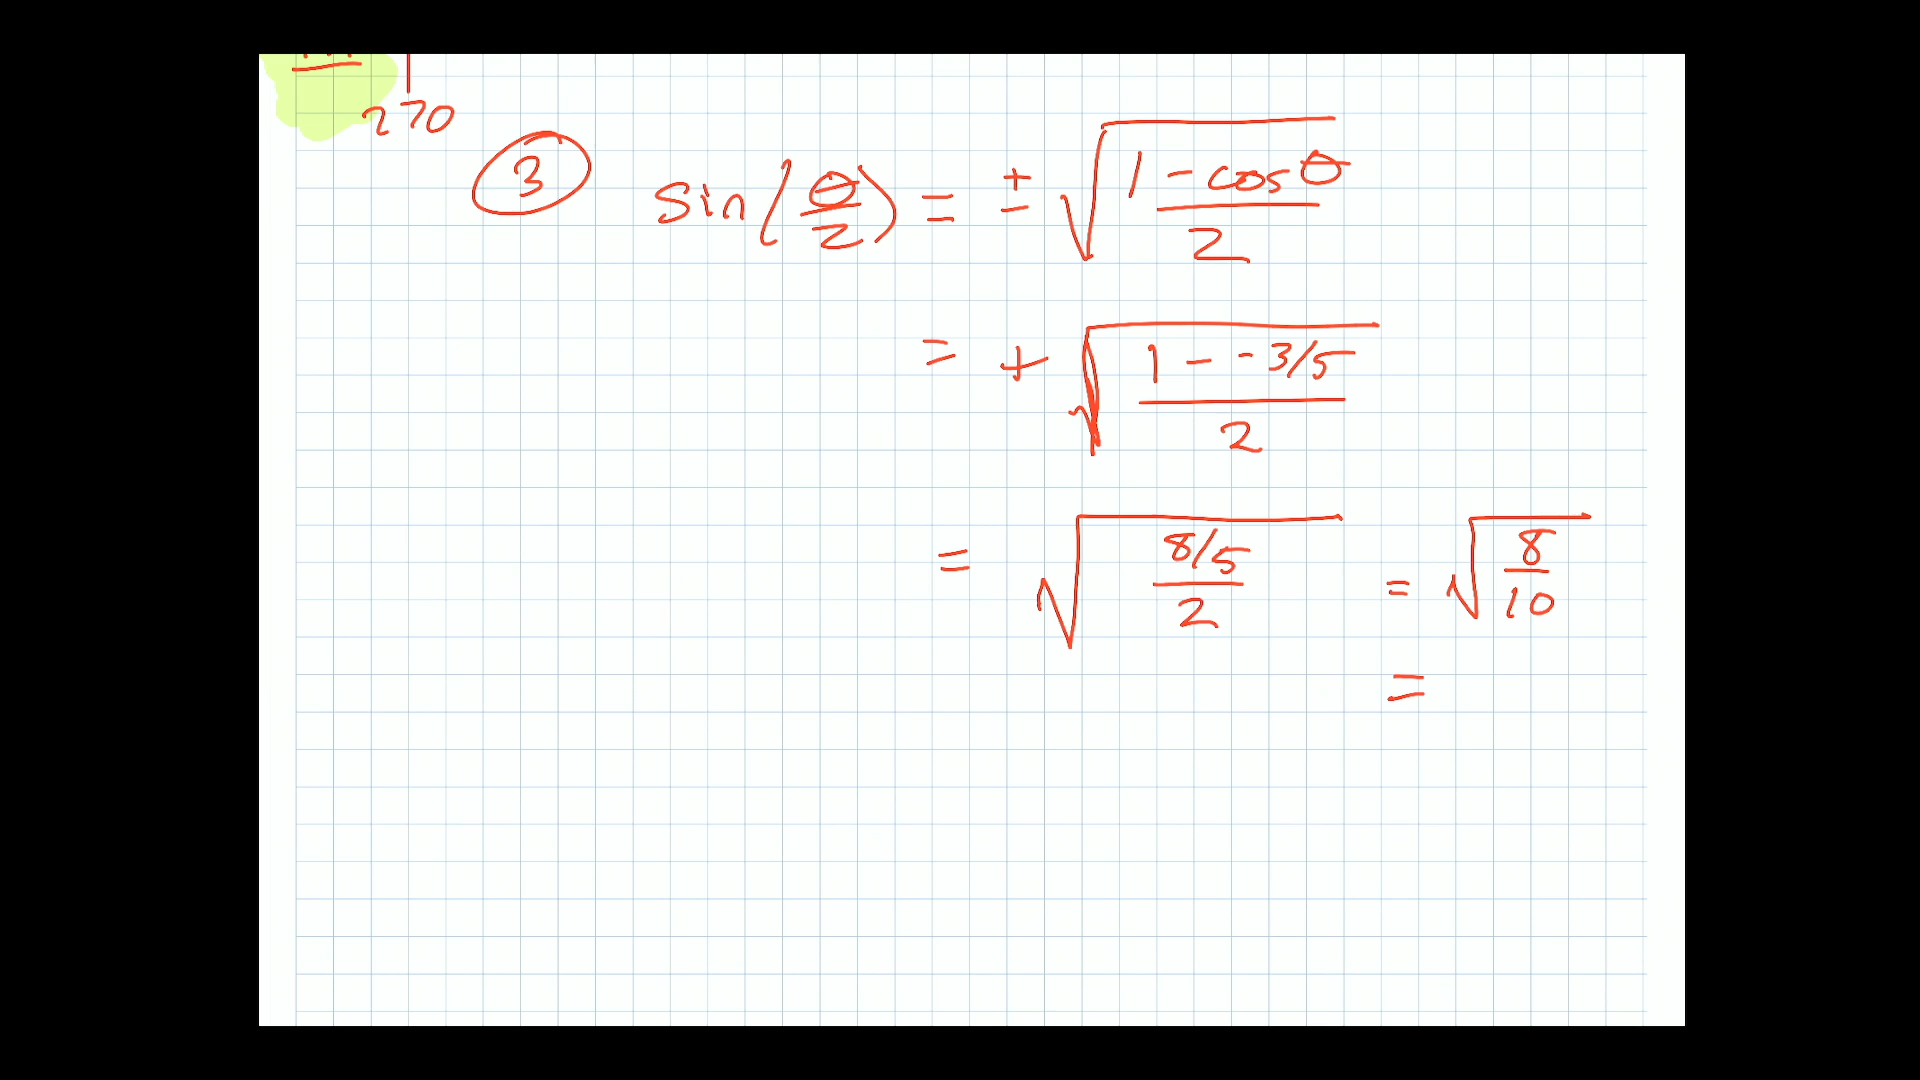 270
③ sin(θ/2) = ± √((1 - cos θ)/2)
= + √((1 - -3/5)/2)
= √((8/5)/2) = √(8/10)
=